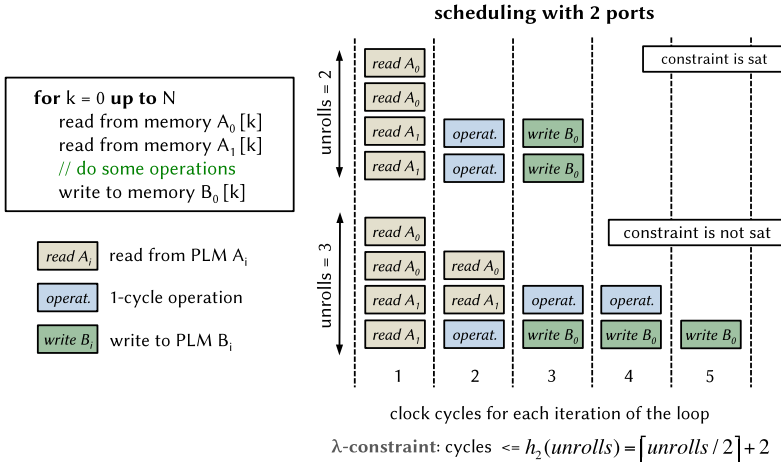 scheduling with 2 ports
for k = 0 up to N
read from memory A₀ [k]
read from memory A₁ [k]
// do some operations
write to memory B₀ [k]
read Aᵢ read from PLM Aᵢ
operat. 1-cycle operation
write Bᵢ write to PLM Bᵢ
unrolls = 2
constraint is sat
read A₀
read A₀
read A₁ operat. write B₀
read A₁ operat. write B₀
unrolls = 3
constraint is not sat
read A₀
read A₀ read A₀
read A₁ read A₁ operat. operat.
read A₁ operat. write B₀ write B₀ write B₀
1 2 3 4 5
clock cycles for each iteration of the loop
λ-constraint: cycles <= h₂(unrolls) = ⌈unrolls / 2⌉ + 2